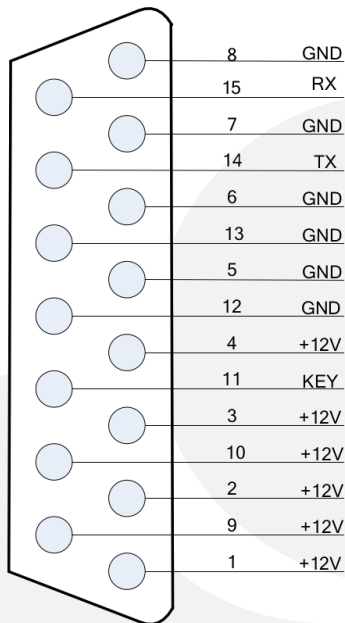 8 GND
15 RX
7 GND
14 TX
6 GND
13 GND
5 GND
12 GND
4 +12V
11 KEY
3 +12V
10 +12V
2 +12V
9 +12V
1 +12V